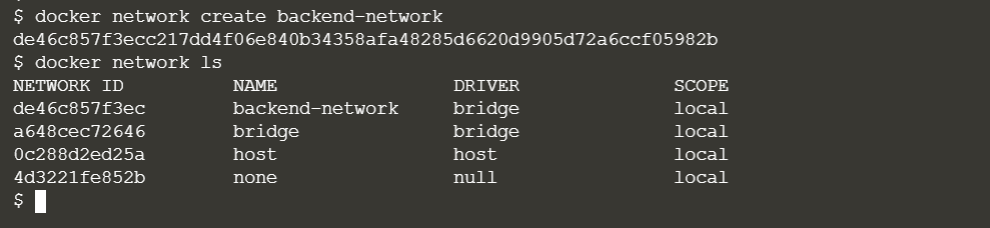 $ docker network create backend-network
de46c857f3ecc217dd4f06e840b34358afa48285d6620d9905d72a6ccf05982b
$ docker network ls
NETWORK ID NAME DRIVER SCOPE
de46c857f3ec backend-network bridge local
a648cec72646 bridge bridge local
0c288d2ed25a host host local
4d3221fe852b none null local
$